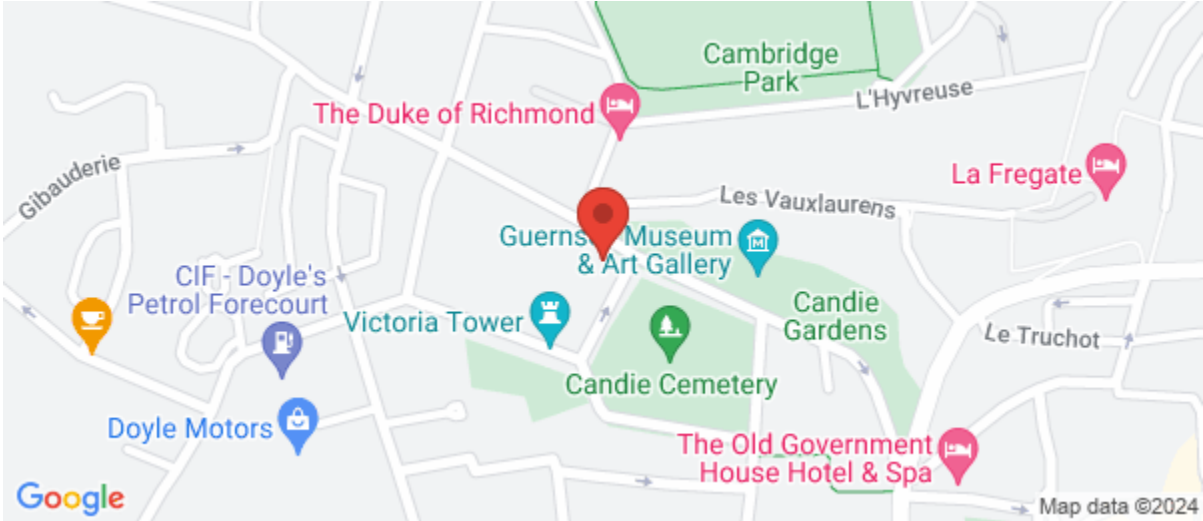 Cambridge
Park
The Duke of Richmond
L'Hyvreuse
Gibauderie
La Fregate
Les Vauxlaurens
Museum
& Art Gallery
CIF - Doyle's
Petrol Forecourt
Victoria Tower
Candie
Gardens
Le Truchot
Candie Cemetery
Doyle Motors
The Old Government
House Hotel & Spa
Google
Map data ©2024